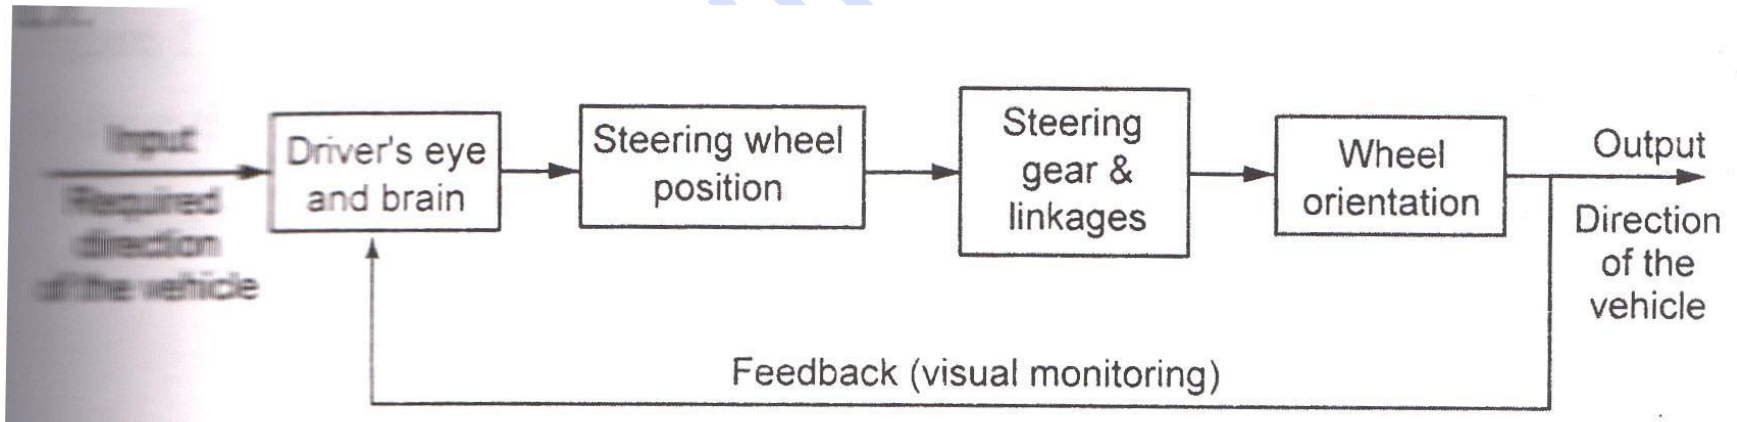 Input
Required
direction
of the vehicle
Driver's eye
and brain
Steering wheel
position
Steering
gear &
linkages
Wheel
orientation
Output
Direction
of the
vehicle
Feedback (visual monitoring)